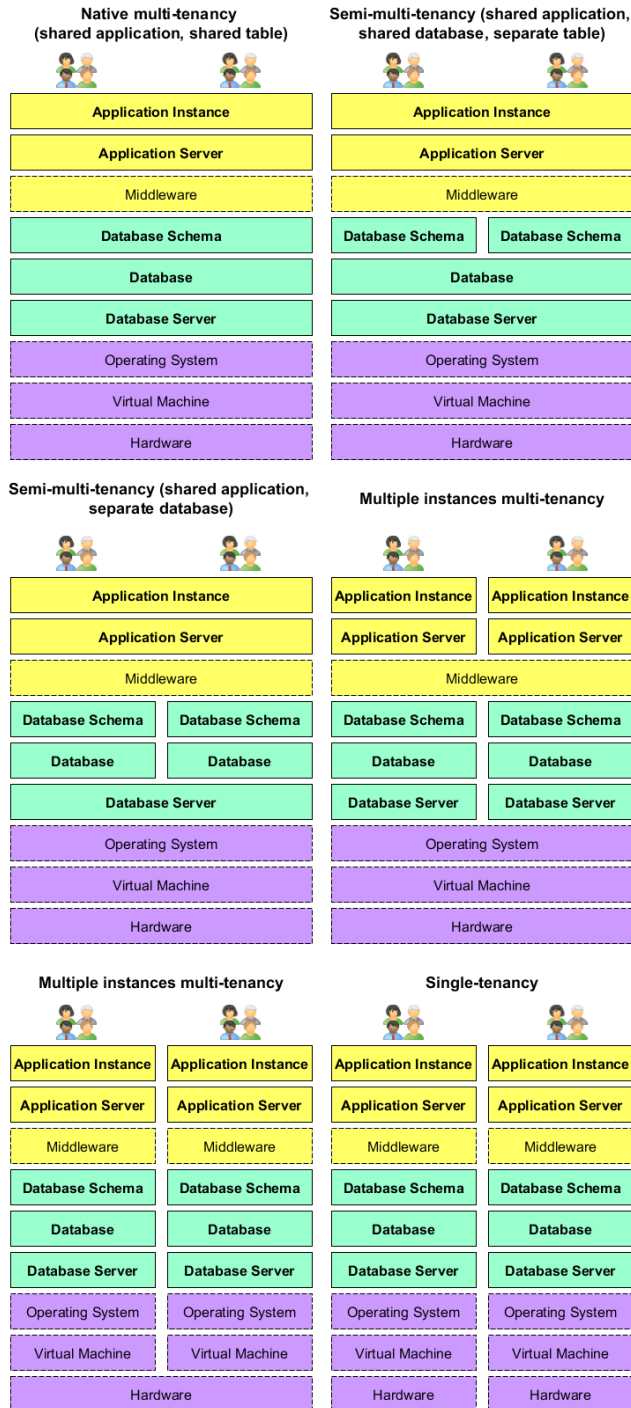 Native multi-tenancy
(shared application, shared table)
Application Instance
Application Server
Middleware
Database Schema
Database
Database Server
Operating System
Virtual Machine
Hardware
Semi-multi-tenancy (shared application,
shared database, separate table)
Application Instance
Application Server
Middleware
Database Schema Database Schema
Database
Database Server
Operating System
Virtual Machine
Hardware
Semi-multi-tenancy (shared application,
separate database)
Application Instance
Application Server
Middleware
Database Schema Database Schema
Database Database
Database Server
Operating System
Virtual Machine
Hardware
Multiple instances multi-tenancy
Application Instance Application Instance
Application Server Application Server
Middleware
Database Schema Database Schema
Database Database
Database Server Database Server
Operating System
Virtual Machine
Hardware
Multiple instances multi-tenancy
Application Instance Application Instance
Application Server Application Server
Middleware Middleware
Database Schema Database Schema
Database Database
Database Server Database Server
Operating System Operating System
Virtual Machine Virtual Machine
Hardware
Single-tenancy
Application Instance Application Instance
Application Server Application Server
Middleware Middleware
Database Schema Database Schema
Database Database
Database Server Database Server
Operating System Operating System
Virtual Machine Virtual Machine
Hardware Hardware